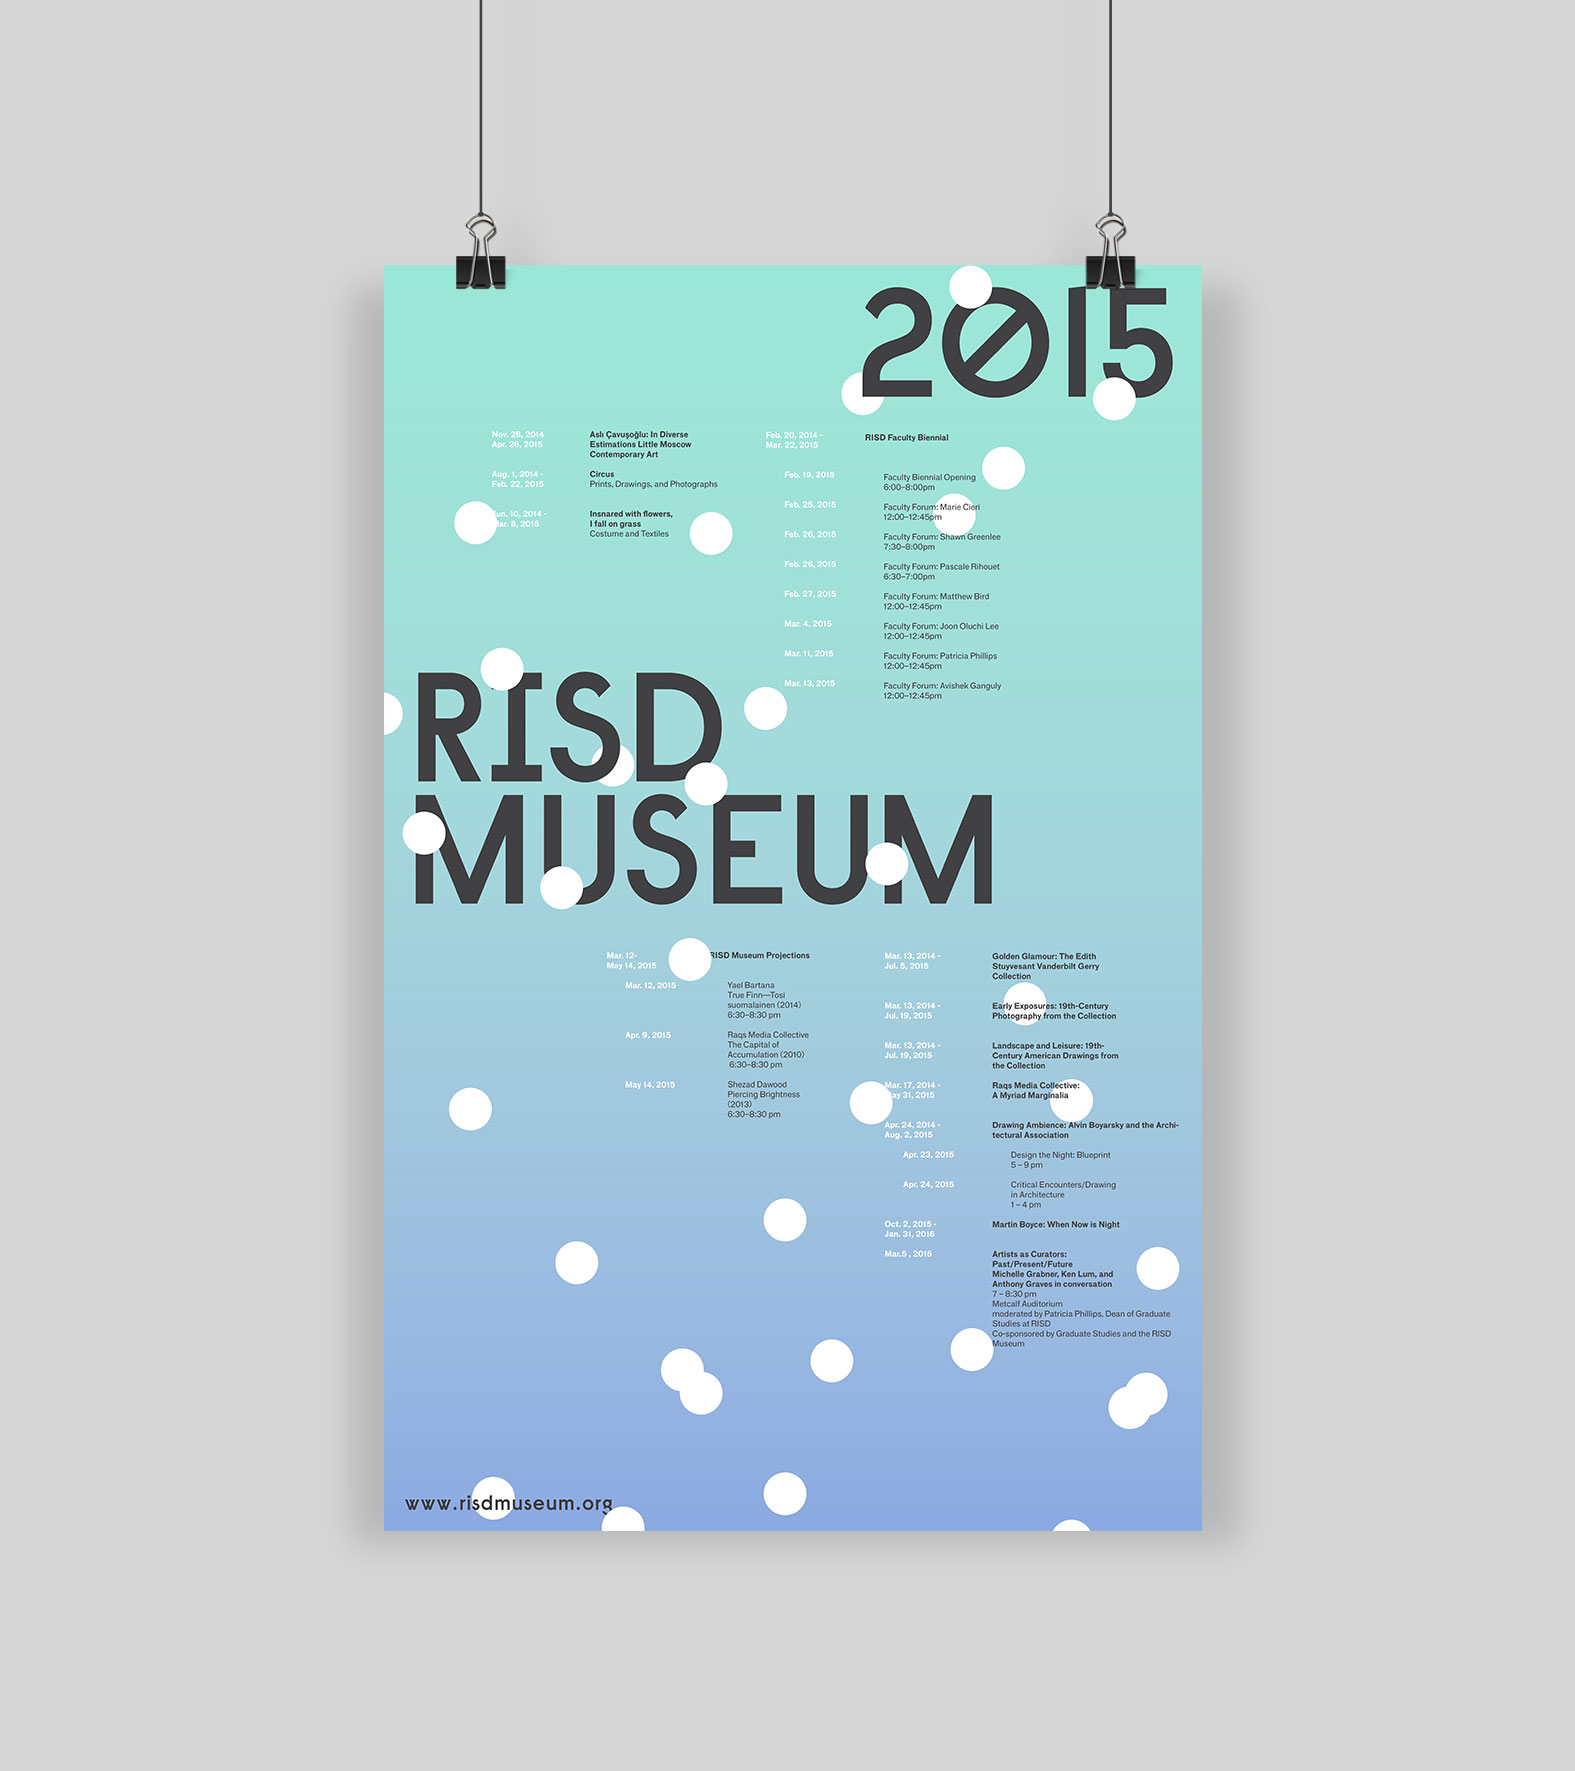 2015
Nov. 28, 2014
Apr. 26, 2015
Aslı Çavuşoğlu: In Diverse
Estimations Little Moscow
Contemporary Art
Aug. 1, 2014 -
Feb. 22, 2015
Circus
Prints, Drawings, and Photographs
10, 2014 -
8, 2015
Insnared with flowers,
I fall on grass
Costume and Textiles
Feb. 20, 2014 -
Mar. 22, 2015
RISD Faculty Biennial
Feb. 19, 2015
Faculty Biennial Opening
6:00–8:00pm
Feb. 25, 2015
Faculty Forum: Marie Cieri
12:00–12:45pm
Feb. 26, 2015
Faculty Forum: Shawn Greenlee
7:30–8:00pm
Feb. 26, 2015
Faculty Forum: Pascale Rihouet
6:30–7:00pm
Feb. 27, 2015
Faculty Forum: Matthew Bird
12:00–12:45pm
Mar. 4, 2015
Faculty Forum: Joon Oluchi Lee
12:00–12:45pm
Mar. 11, 2015
Faculty Forum: Patricia Phillips
12:00–12:45pm
Mar. 13, 2015
Faculty Forum: Avishek Ganguly
12:00–12:45pm
RISD
MUSEUM
Mar. 12-
May 14, 2015
RISD Museum Projections
Mar. 12, 2015
Yael Bartana
True Finn—Tosi
suomalainen (2014)
6:30–8:30 pm
Apr. 9, 2015
Raqs Media Collective
The Capital of
Accumulation (2010)
6:30–8:30 pm
May 14, 2015
Shezad Dawood
Piercing Brightness
(2013)
6:30–8:30 pm
Mar. 13, 2014 -
Jul. 5, 2015
Golden Glamour: The Edith
Stuyvesant Vanderbilt Gerry
Collection
Mar. 13, 2014 -
Jul. 19, 2015
Early Exposures: 19th-Century
Photography from the Collection
Mar. 13, 2014 -
Jul. 19, 2015
Landscape and Leisure: 19th-
Century American Drawings from
the Collection
Mar. 17, 2014 -
May 31, 2015
Raqs Media Collective:
A Myriad Marginalia
Apr. 24, 2014 -
Aug. 2, 2015
Drawing Ambience: Alvin Boyarsky and the Archi-
tectural Association
Apr. 23, 2015
Design the Night: Blueprint
5 – 9 pm
Apr. 24, 2015
Critical Encounters/Drawing
in Architecture
1 – 4 pm
Oct. 2, 2015 -
Jan. 31, 2016
Martin Boyce: When Now is Night
Mar.5 , 2015
Artists as Curators:
Past/Present/Future
Michelle Grabner, Ken Lum, and
Anthony Graves in conversation
7 – 8:30 pm
Metcalf Auditorium
moderated by Patricia Phillips, Dean of Graduate
Studies at RISD
Co-sponsored by Graduate Studies and the RISD
Museum
www.risdmuseum.org